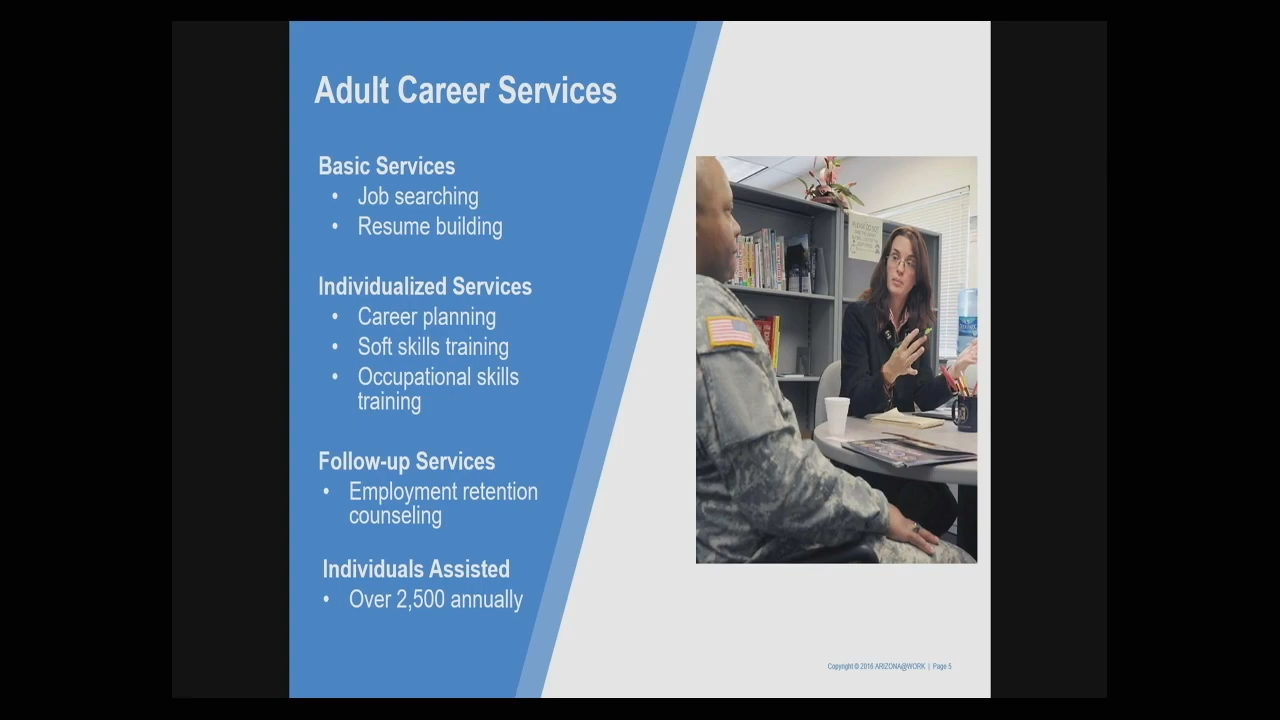 Adult Career Services
Basic Services
• Job searching
• Resume building
Individualized Services
• Career planning
• Soft skills training
• Occupational skills
training
Follow-up Services
• Employment retention
counseling
Individuals Assisted
• Over 2,500 annually
Copyright © 2016 ARIZONA@WORK | Page 5